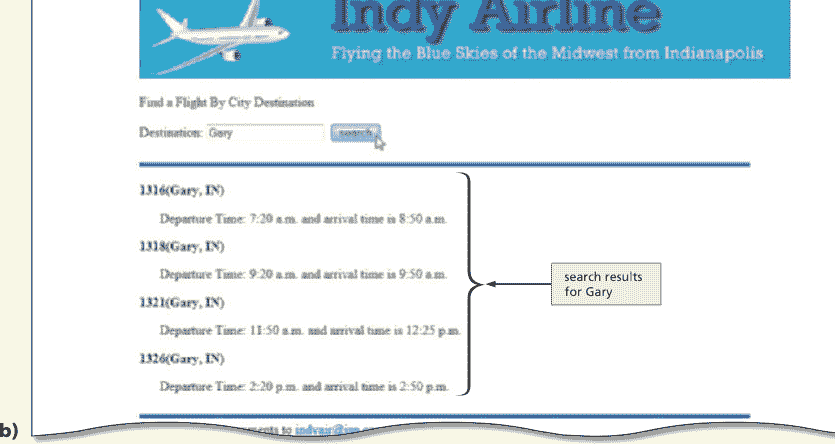 Indy Airline
Flying the Blue Skies of the Midwest from Indianapolis
Find a Flight By City Destination
Destination: Gary search
1316(Gary, IN)
Departure Time: 7:20 a.m. and arrival time is 8:50 a.m.
1318(Gary, IN)
Departure Time: 9:20 a.m. and arrival time is 9:50 a.m.
search results
for Gary
1321(Gary, IN)
Departure Time: 11:50 a.m. and arrival time is 12:25 p.m.
1326(Gary, IN)
Departure Time: 2:20 p.m. and arrival time is 2:50 p.m.
b)
to